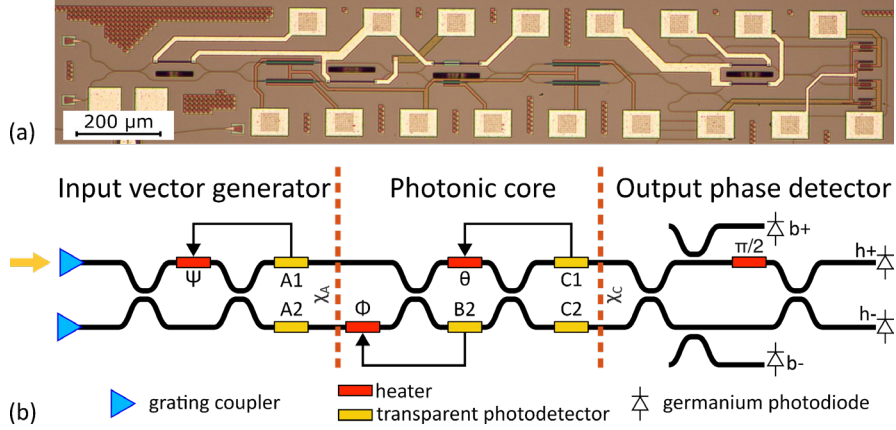 (a)
200 μm
Input vector generator
Photonic core
Output phase detector
b+
π/2
h+
Ψ
A1
χA
θ
C1
χC
A2
Φ
B2
C2
h-
b-
(b)
grating coupler
heater
transparent photodetector
germanium photodiode